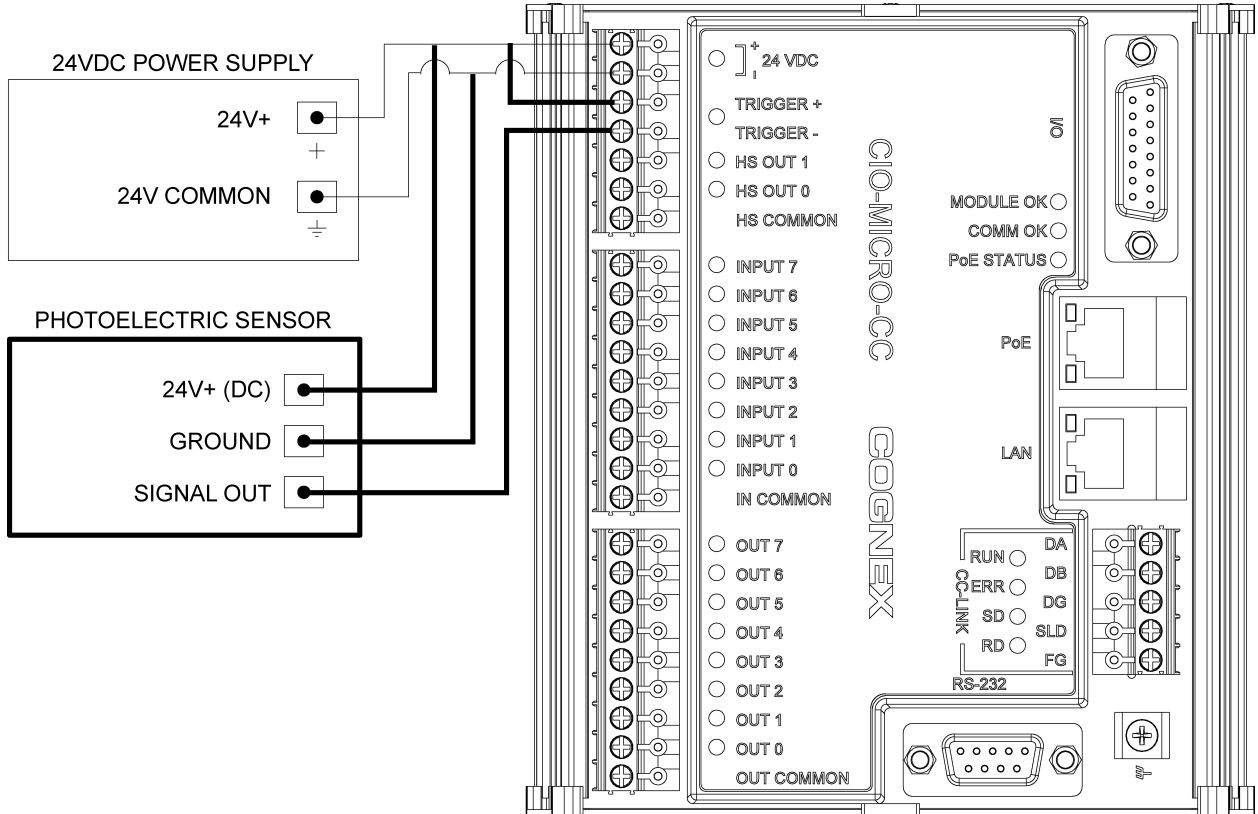 24VDC POWER SUPPLY
24V+
+
24V COMMON
PHOTOELECTRIC SENSOR
24V+ (DC)
GROUND
SIGNAL OUT
+
24 VDC
-
TRIGGER +
TRIGGER -
HS OUT 1
HS OUT 0
HS COMMON
INPUT 7
INPUT 6
INPUT 5
INPUT 4
INPUT 3
INPUT 2
INPUT 1
INPUT 0
IN COMMON
OUT 7
OUT 6
OUT 5
OUT 4
OUT 3
OUT 2
OUT 1
OUT 0
OUT COMMON
CIO-MICRO-CC
COGNEX
I/O
MODULE OK
COMM OK
PoE STATUS
PoE
LAN
CC-LINK
RUN
ERR
SD
RD
DA
DB
DG
SLD
FG
RS-232